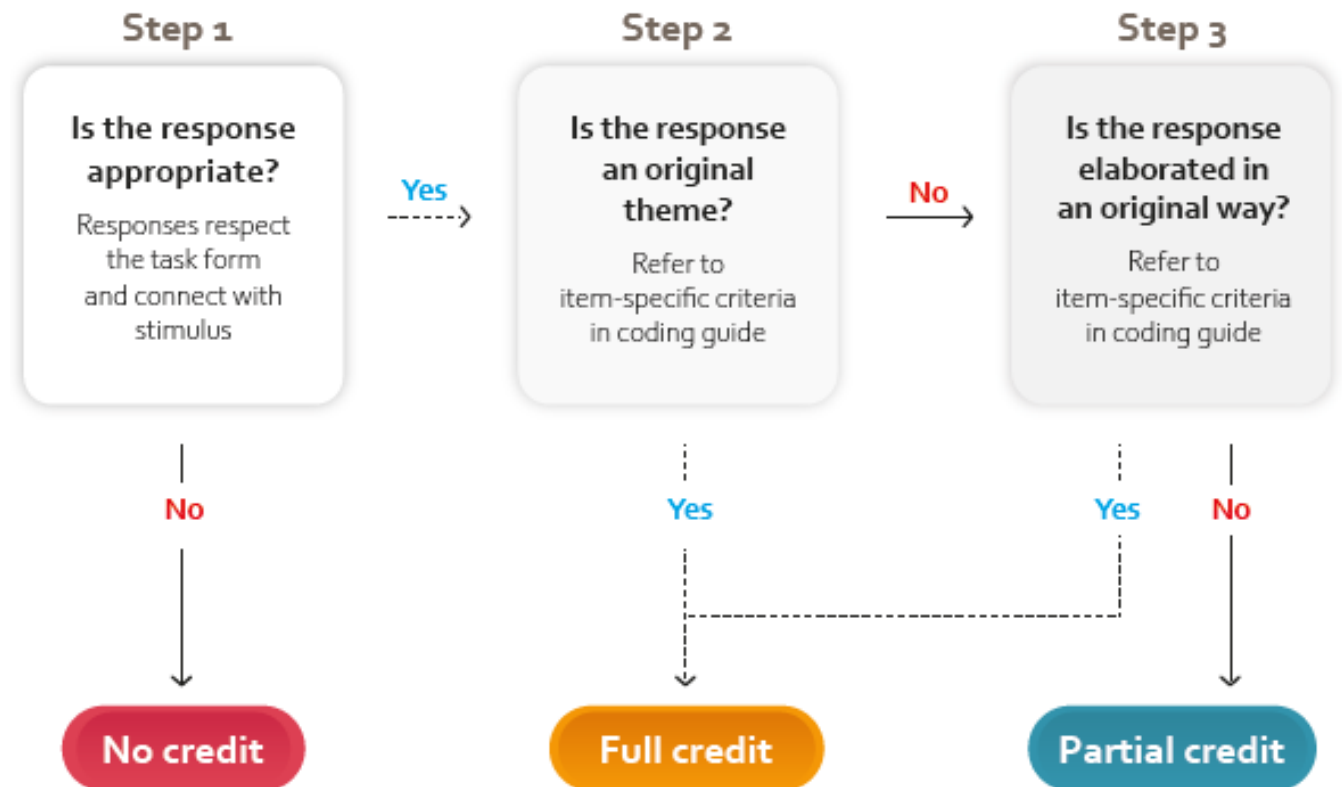 Step 1
Is the response
appropriate?
Responses respect
the task form
and connect with
stimulus
Yes
No
No credit
Step 2
Is the response
an original
theme?
Refer to
item-specific criteria
in coding guide
No
Yes
Full credit
Step 3
Is the response
elaborated in
an original way?
Refer to
item-specific criteria
in coding guide
Yes
No
Partial credit